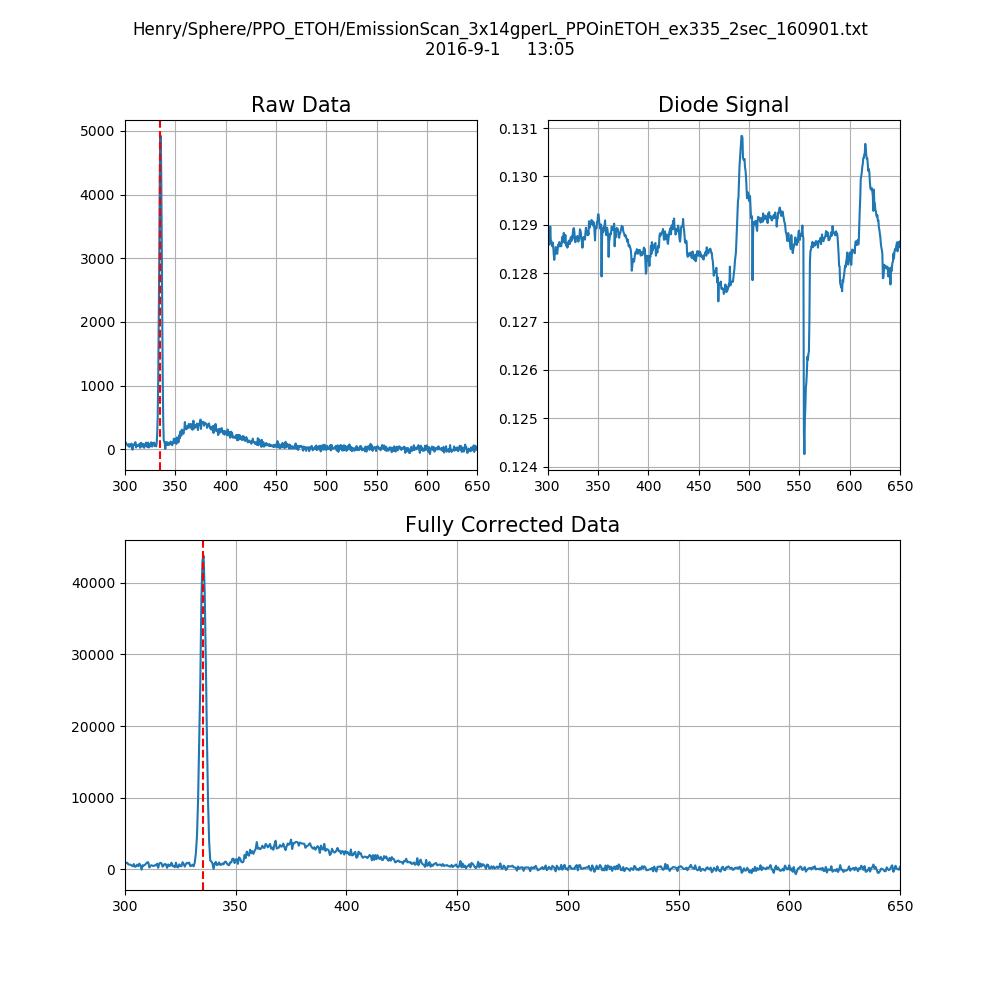 Henry/Sphere/PPO_ETOH/EmissionScan_3x14gperL_PPOinETOH_ex335_2sec_160901.txt
2016-9-1 13:05
Raw Data
5000
4000
3000
2000
1000
0
300 350 400 450 500 550 600 650
Diode Signal
0.131
0.130
0.129
0.128
0.127
0.126
0.125
0.124
300 350 400 450 500 550 600 650
Fully Corrected Data
40000
30000
20000
10000
0
300 350 400 450 500 550 600 650